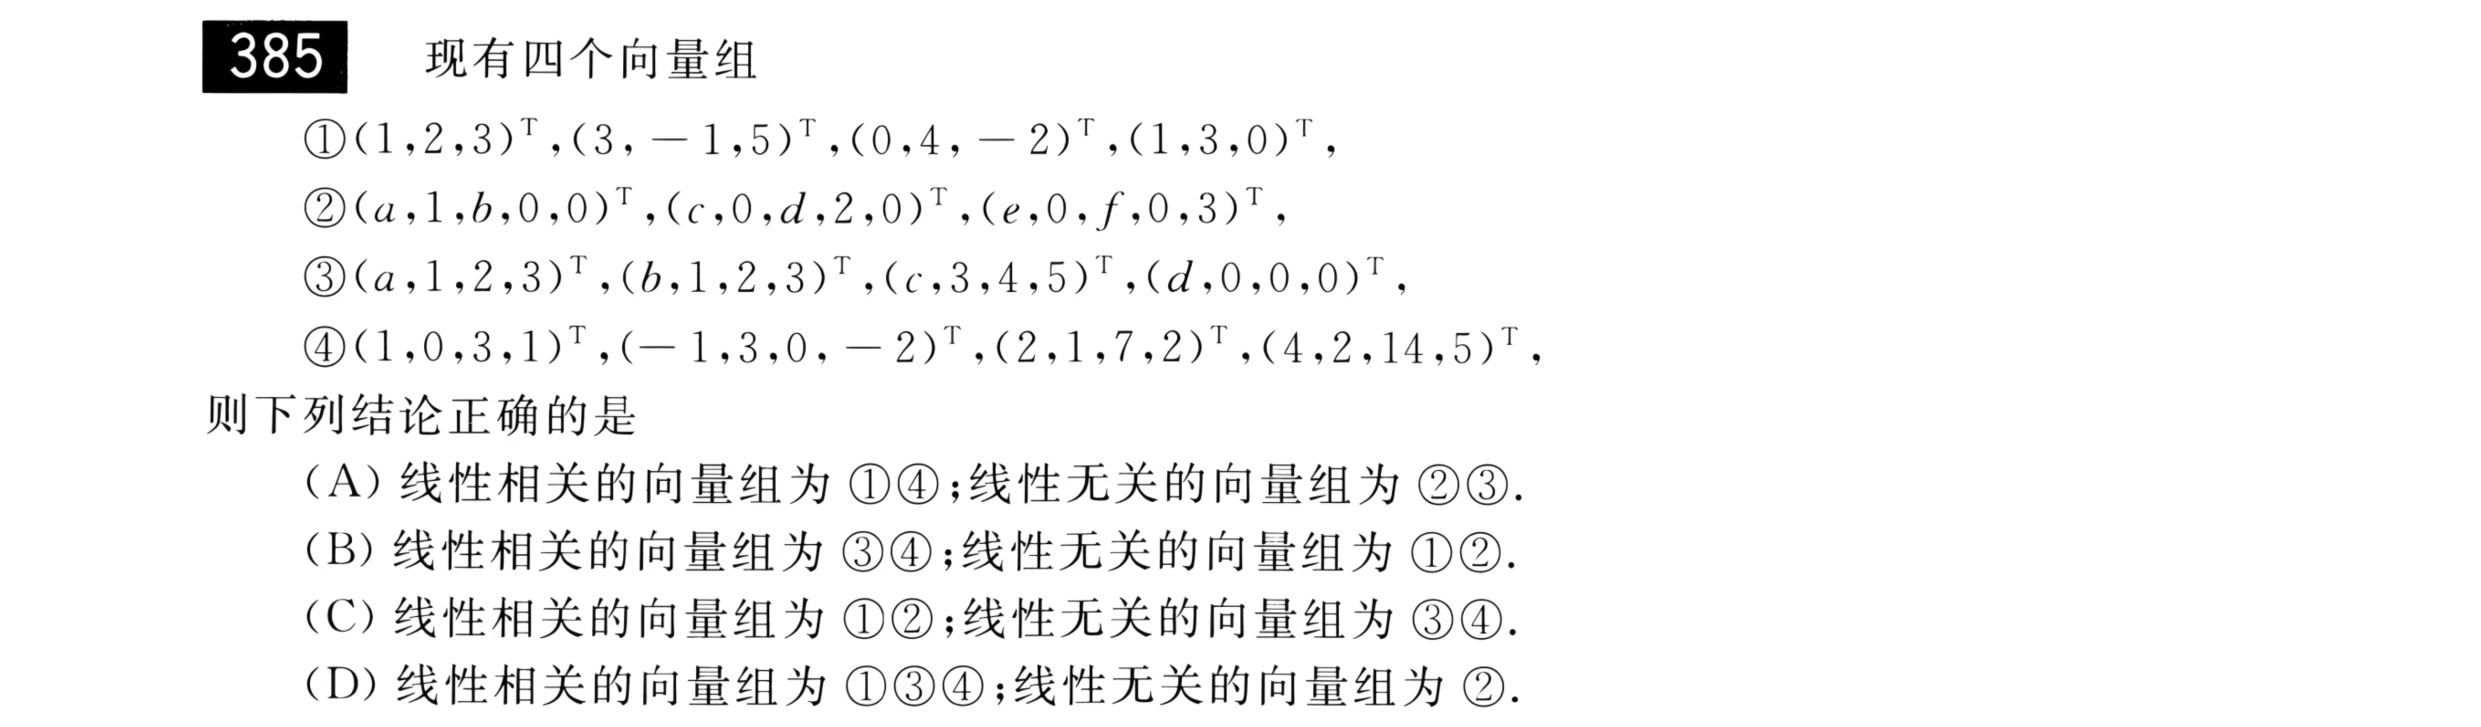 385 现有四个向量组
①(1,2,3)ᵀ,(3,-1,5)ᵀ,(0,4,-2)ᵀ,(1,3,0)ᵀ,
②(a,1,b,0,0)ᵀ,(c,0,d,2,0)ᵀ,(e,0,f,0,3)ᵀ,
③(a,1,2,3)ᵀ,(b,1,2,3)ᵀ,(c,3,4,5)ᵀ,(d,0,0,0)ᵀ,
④(1,0,3,1)ᵀ,(-1,3,0,-2)ᵀ,(2,1,7,2)ᵀ,(4,2,14,5)ᵀ,
则下列结论正确的是
(A) 线性相关的向量组为 ①④;线性无关的向量组为 ②③.
(B) 线性相关的向量组为 ③④;线性无关的向量组为 ①②.
(C) 线性相关的向量组为 ①②;线性无关的向量组为 ③④.
(D) 线性相关的向量组为 ①③④;线性无关的向量组为 ②.